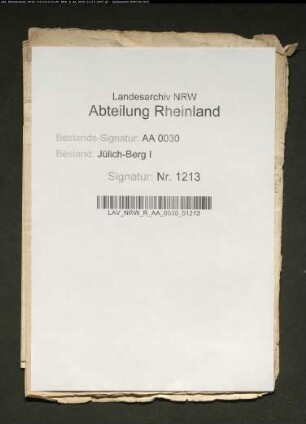 Landesarchiv NRW
Abteilung Rheinland
Bestands-Signatur: AA 0030
Bestand: Jülich-Berg I
Signatur: Nr. 1213
LAV_NRW_R_AA_0030_01213